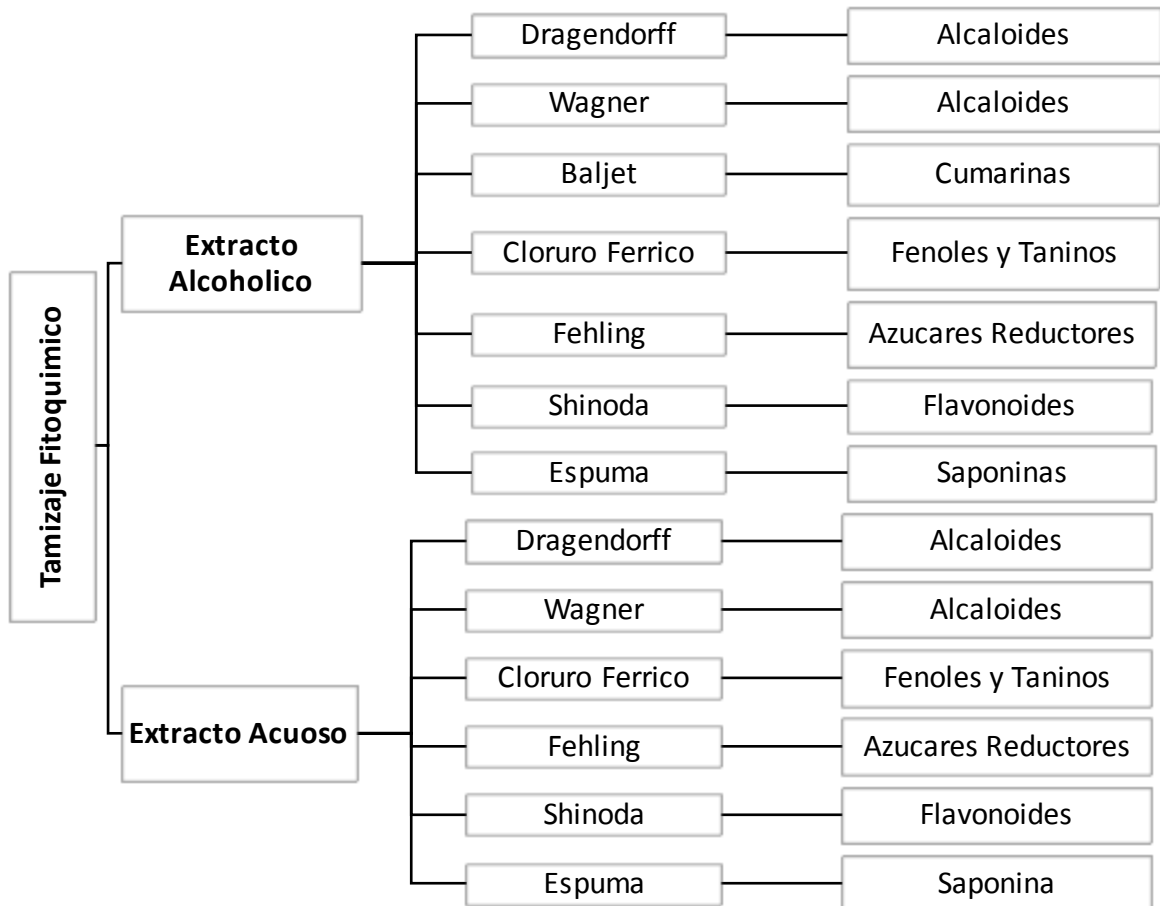 Tamizaje Fitoquimico
Extracto
Alcoholico
Dragendorff
Alcaloides
Wagner
Alcaloides
Baljet
Cumarinas
Cloruro Ferrico
Fenoles y Taninos
Fehling
Azucares Reductores
Shinoda
Flavonoides
Espuma
Saponinas
Extracto Acuoso
Dragendorff
Alcaloides
Wagner
Alcaloides
Cloruro Ferrico
Fenoles y Taninos
Fehling
Azucares Reductores
Shinoda
Flavonoides
Espuma
Saponina